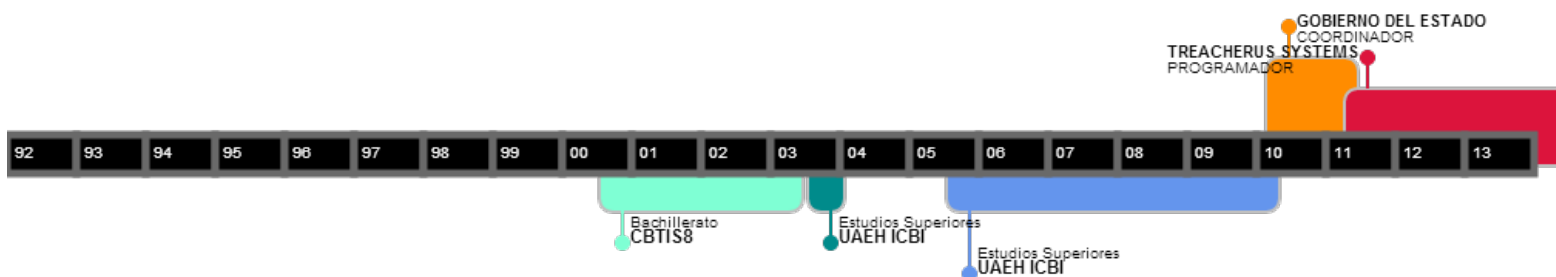 GOBIERNO DEL ESTADO
COORDINADOR
TREACHERUS SYSTEMS
PROGRAMADOR
92 93 94 95 96 97 98 99 00 01 02 03 04 05 06 07 08 09 10 11 12 13
Bachillerato
CBTIS8
Estudios Superiores
UAEH ICBI
Estudios Superiores
UAEH ICBI